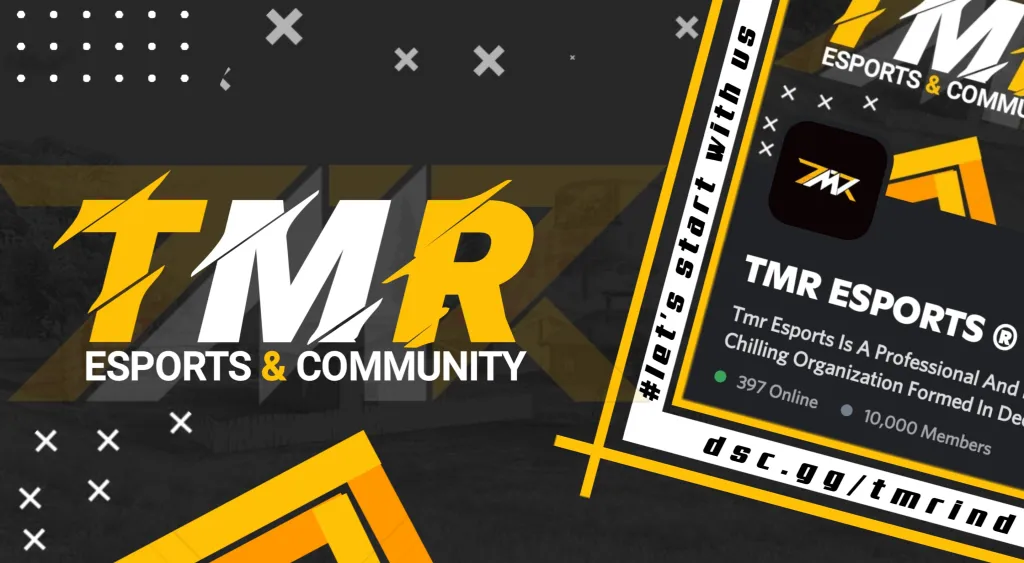 TMR
ESPORTS & COMMUNITY
#let's start with us
ESPORTS & COMMU
TMR
TMR ESPORTS ®
Tmr Esports Is A Professional And
Chilling Organization Formed In Dec
397 Online
10,000 Members
dsc.gg/tmrind